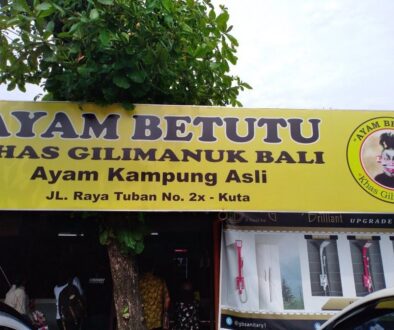 AYAM BETUTU
KHAS GILIMANUK BALI
Ayam Kampung Asli
JL. Raya Tuban No. 2x - Kuta
"AYAM BE
"Khas Gil
Brilliant
UPGRADE
@ybsanitary1